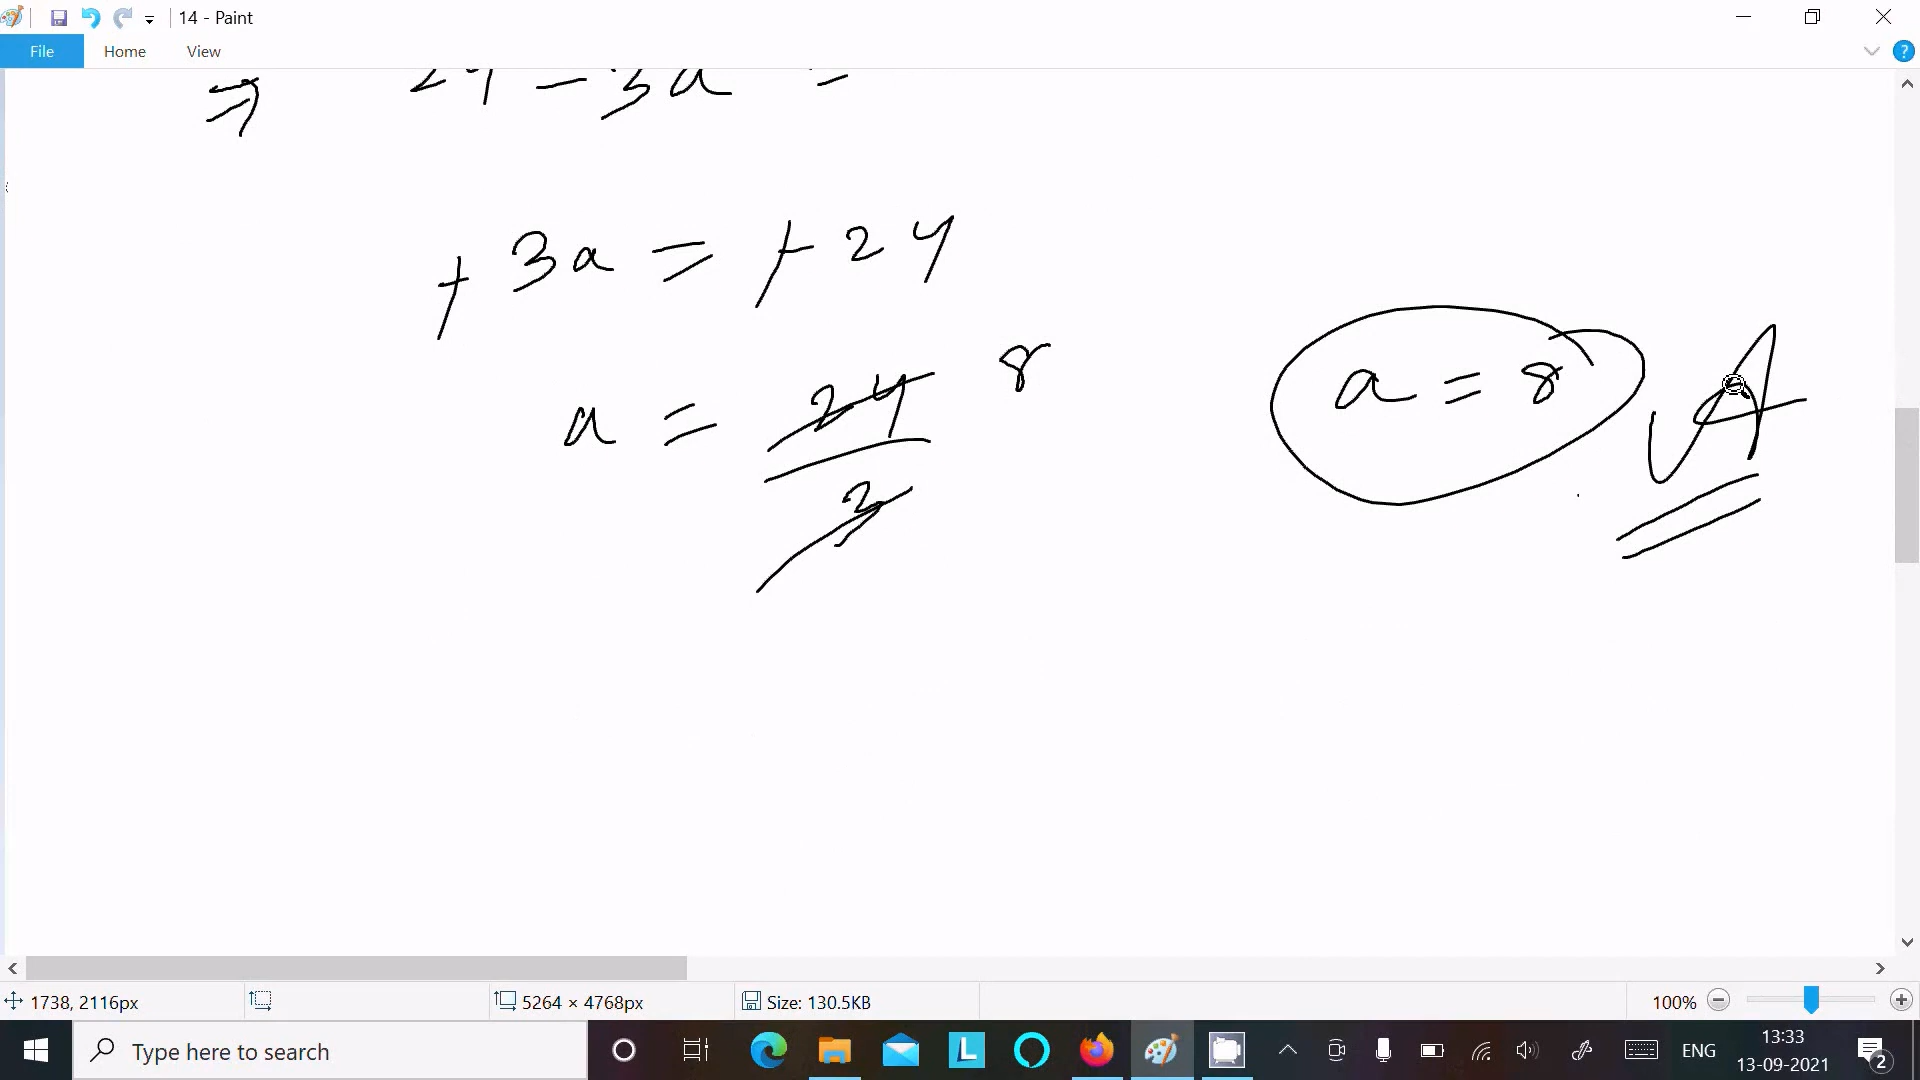 14 - Paint
File Home View
⇒ 24 - 3a =
+ 3a = + 24
a = 24 8
3
a = 8 A
1738, 2116px 5264 × 4768px Size: 130.5KB 100%
Type here to search L ENG 13:33
13-09-2021 2